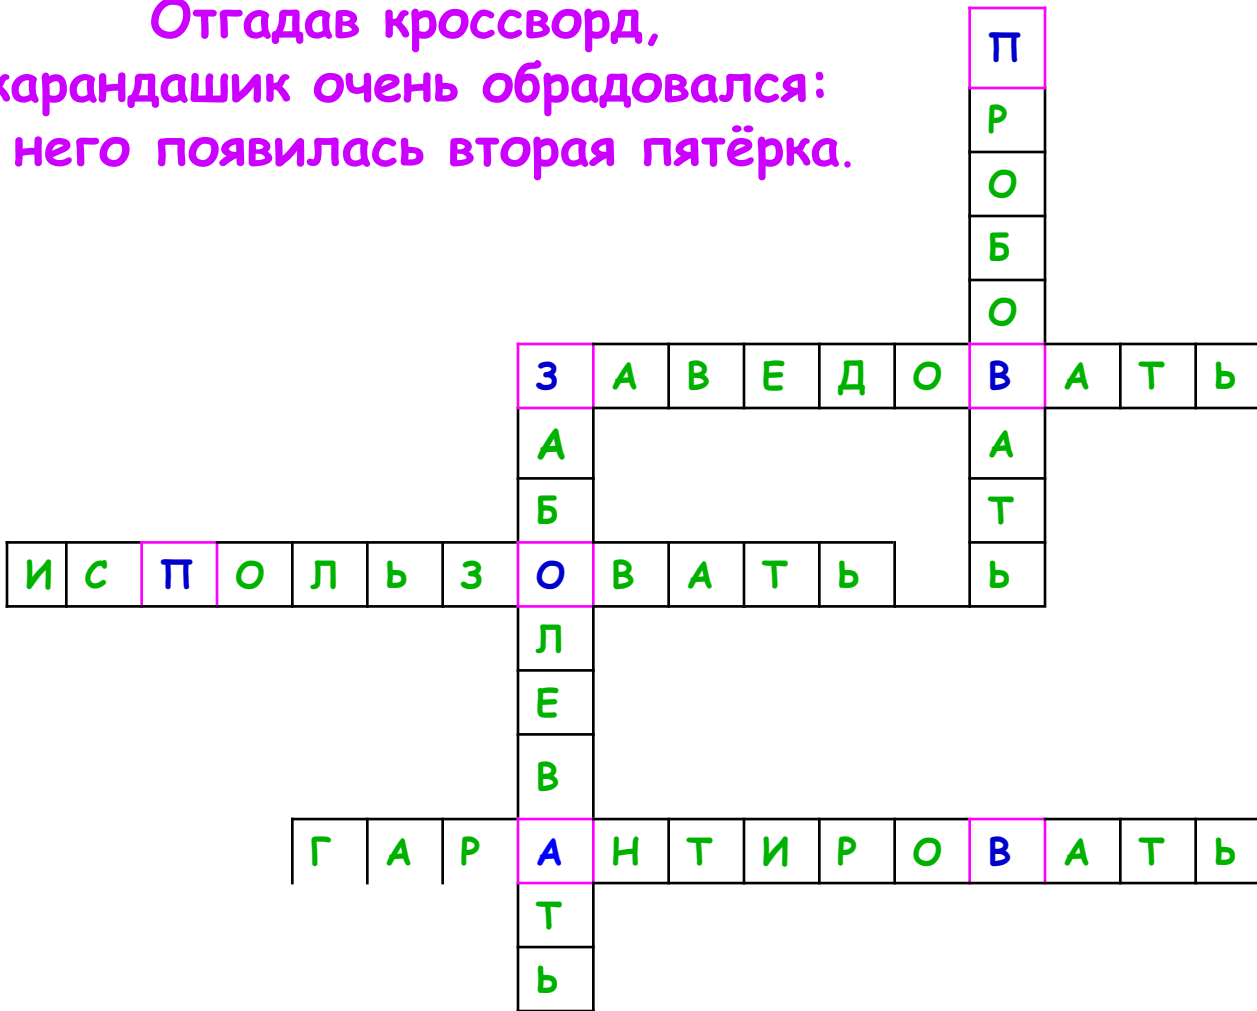 Отгадав кроссворд,
карандашик очень обрадовался:
него появилась вторая пятёрка.
П
Р
О
Б
О
З А В Е Д О В А Т Ь
А А
Б Т
И С П О Л Ь З О В А Т Ь Ь
Л
Е
В
Г А Р А Н Т И Р О В А Т Ь
Т
Ь